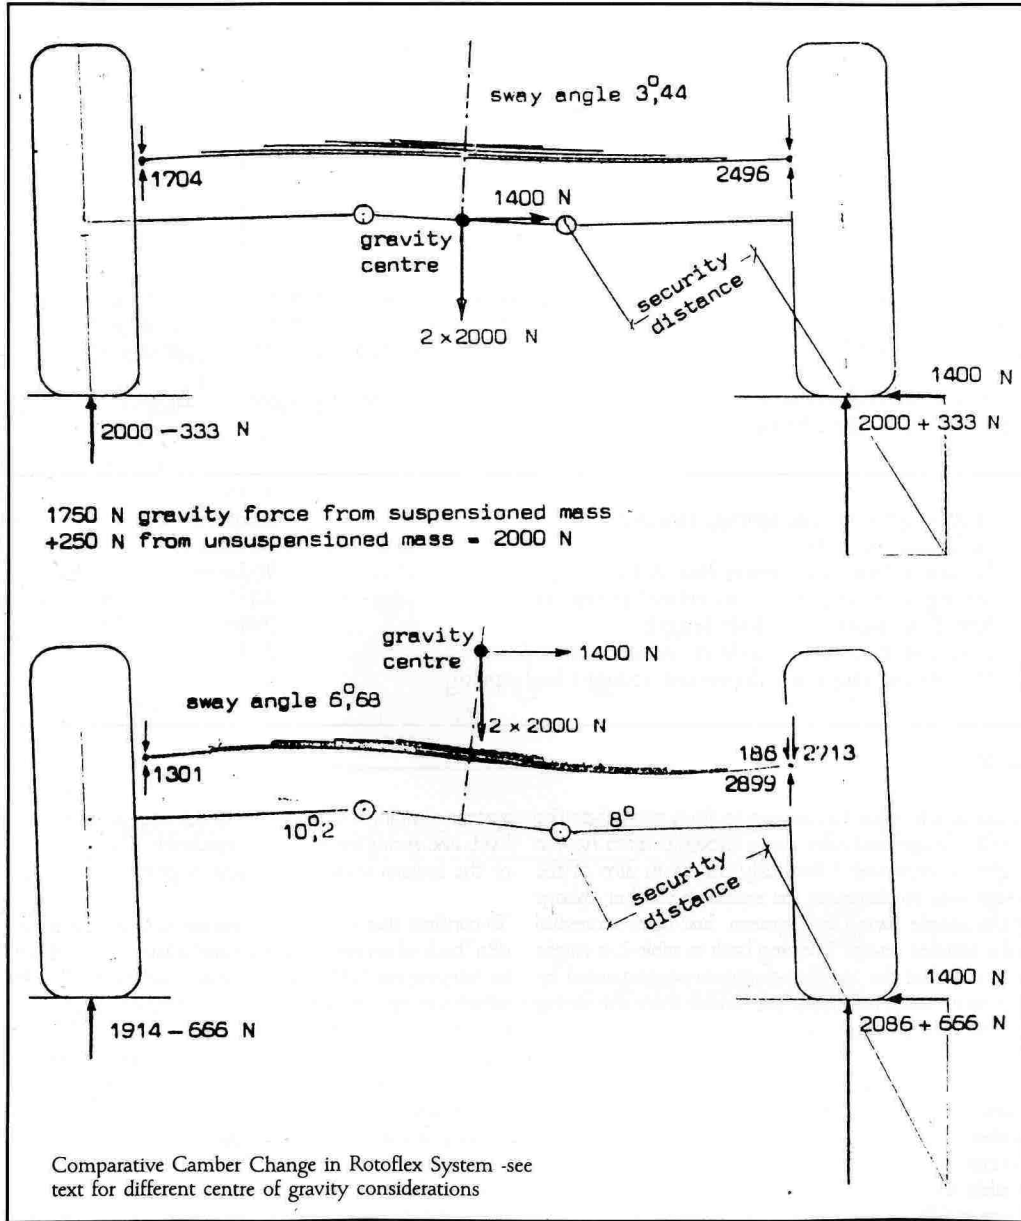 sway angle 3°,44
1704
2496
1400 N
gravity
centre
security
distance
2 × 2000 N
1400 N
2000 − 333 N
2000 + 333 N
1750 N gravity force from suspensioned mass
+250 N from unsuspensioned mass = 2000 N
gravity
centre
1400 N
sway angle 6°,68
2 × 2000 N
186
2713
1301
2899
10°,2
8°
security
distance
1400 N
1914 − 666 N
2086 + 666 N
Comparative Camber Change in Rotoflex System -see
text for different centre of gravity considerations